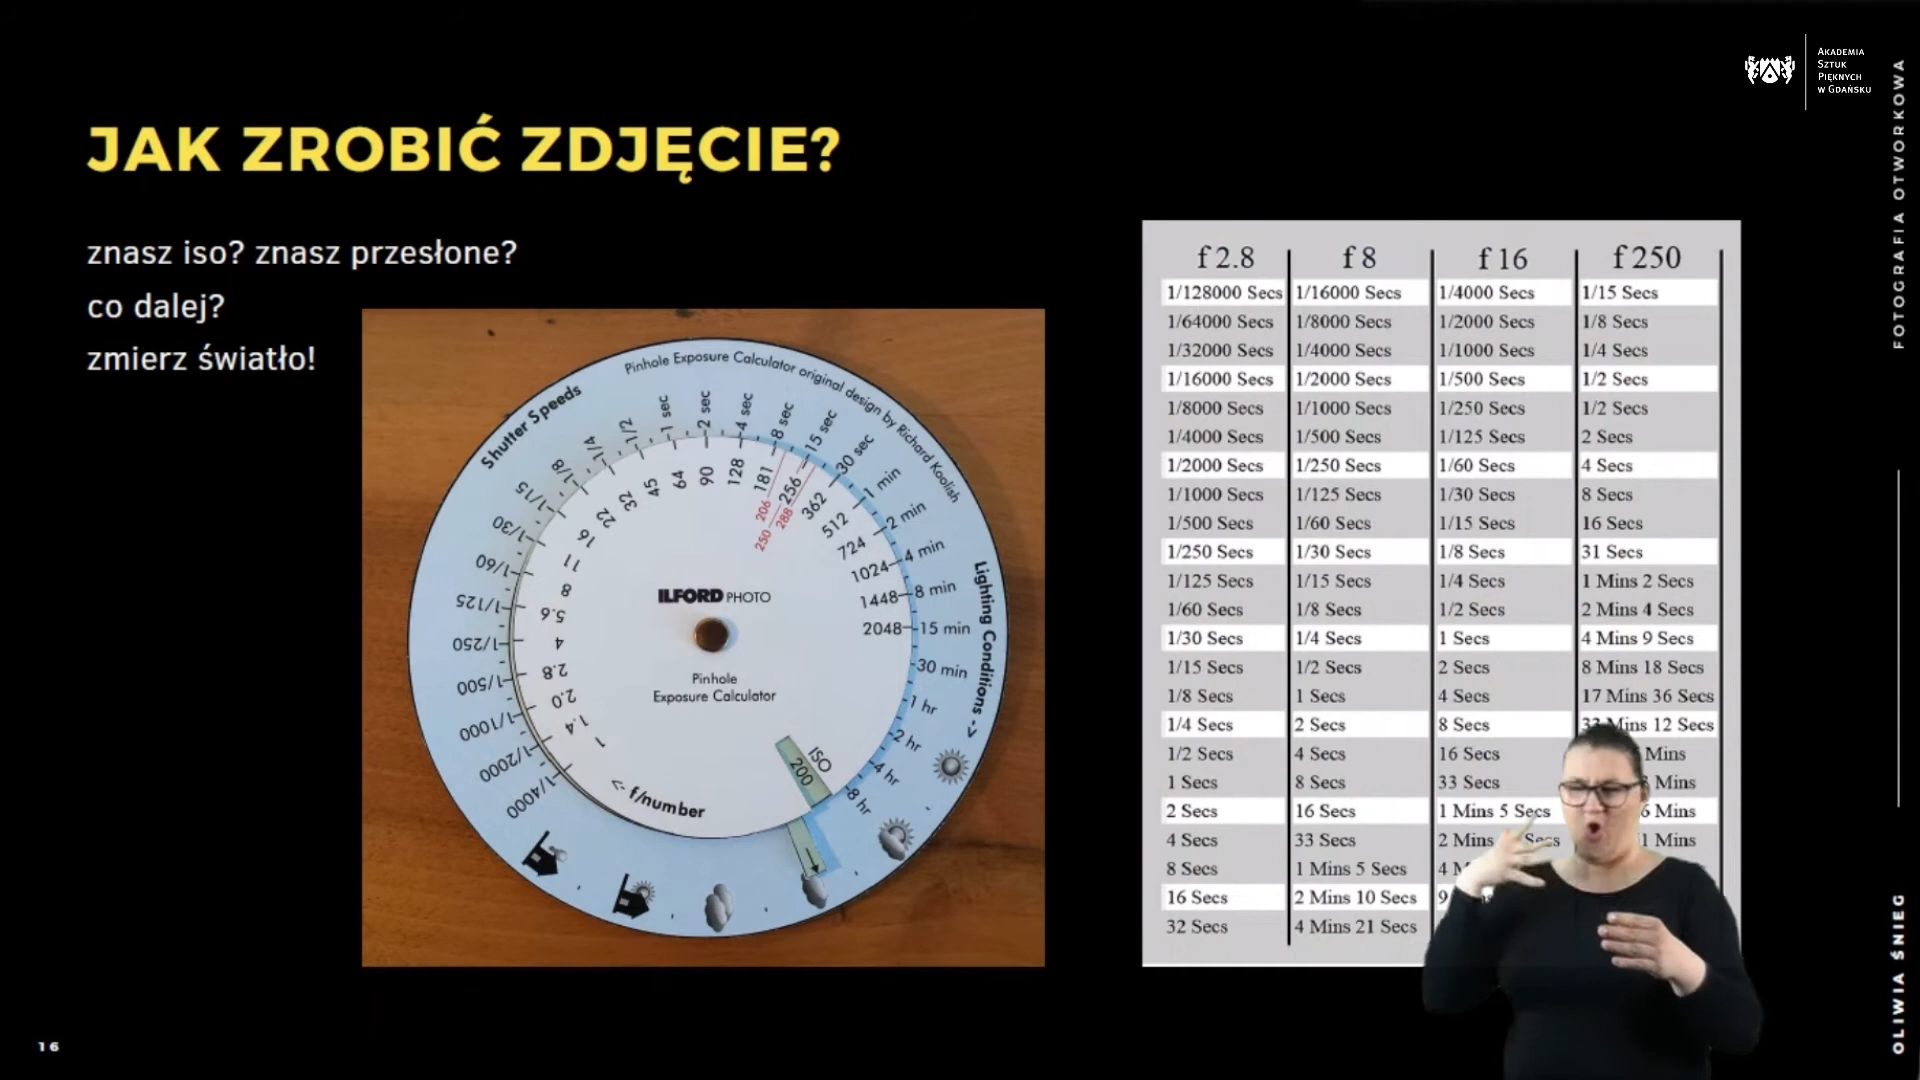 AKADEMIA
SZTUK
PIĘKNYCH
W GDAŃSKU
FOTOGRAFIA OTWORKOWA
OLIWIA ŚNIEG
JAK ZROBIĆ ZDJĘCIE?
znasz iso? znasz przesłone?
co dalej?
zmierz światło!
Pinhole Exposure Calculator original design by Richard Koolish
Shutter Speeds
1/4000
1/2000
1/1000
1/500
1/250
1/125
1/60
1/30
1/15
1/8
1/4
1/2
1 sec
2 sec
4 sec
8 sec
15 sec
30 sec
1 min
2 min
4 min
8 min
15 min
30 min
1 hr
2 hr
4 hr
8 hr
Lighting Conditions ->
1
1.4
2.0
2.8
4
5.6
8
11
16
22
32
45
64
90
128
181
206
250
256
288
362
512
724
1024
1448
2048
ILFORD PHOTO
Pinhole
Exposure Calculator
ISO
200
<- f/number
f 2.8 f 8 f 16 f 250
1/128000 Secs 1/16000 Secs 1/4000 Secs 1/15 Secs
1/64000 Secs 1/8000 Secs 1/2000 Secs 1/8 Secs
1/32000 Secs 1/4000 Secs 1/1000 Secs 1/4 Secs
1/16000 Secs 1/2000 Secs 1/500 Secs 1/2 Secs
1/8000 Secs 1/1000 Secs 1/250 Secs 1/2 Secs
1/4000 Secs 1/500 Secs 1/125 Secs 2 Secs
1/2000 Secs 1/250 Secs 1/60 Secs 4 Secs
1/1000 Secs 1/125 Secs 1/30 Secs 8 Secs
1/500 Secs 1/60 Secs 1/15 Secs 16 Secs
1/250 Secs 1/30 Secs 1/8 Secs 31 Secs
1/125 Secs 1/15 Secs 1/4 Secs 1 Mins 2 Secs
1/60 Secs 1/8 Secs 1/2 Secs 2 Mins 4 Secs
1/30 Secs 1/4 Secs 1 Secs 4 Mins 9 Secs
1/15 Secs 1/2 Secs 2 Secs 8 Mins 18 Secs
1/8 Secs 1 Secs 4 Secs 17 Mins 36 Secs
1/4 Secs 2 Secs 8 Secs 33 Mins 12 Secs
1/2 Secs 4 Secs 16 Secs Mins
1 Secs 8 Secs 33 Secs Mins
2 Secs 16 Secs 1 Mins 5 Secs Mins
4 Secs 33 Secs 2 Mins Secs Mins
8 Secs 1 Mins 5 Secs 4
16 Secs 2 Mins 10 Secs 9
32 Secs 4 Mins 21 Secs
16